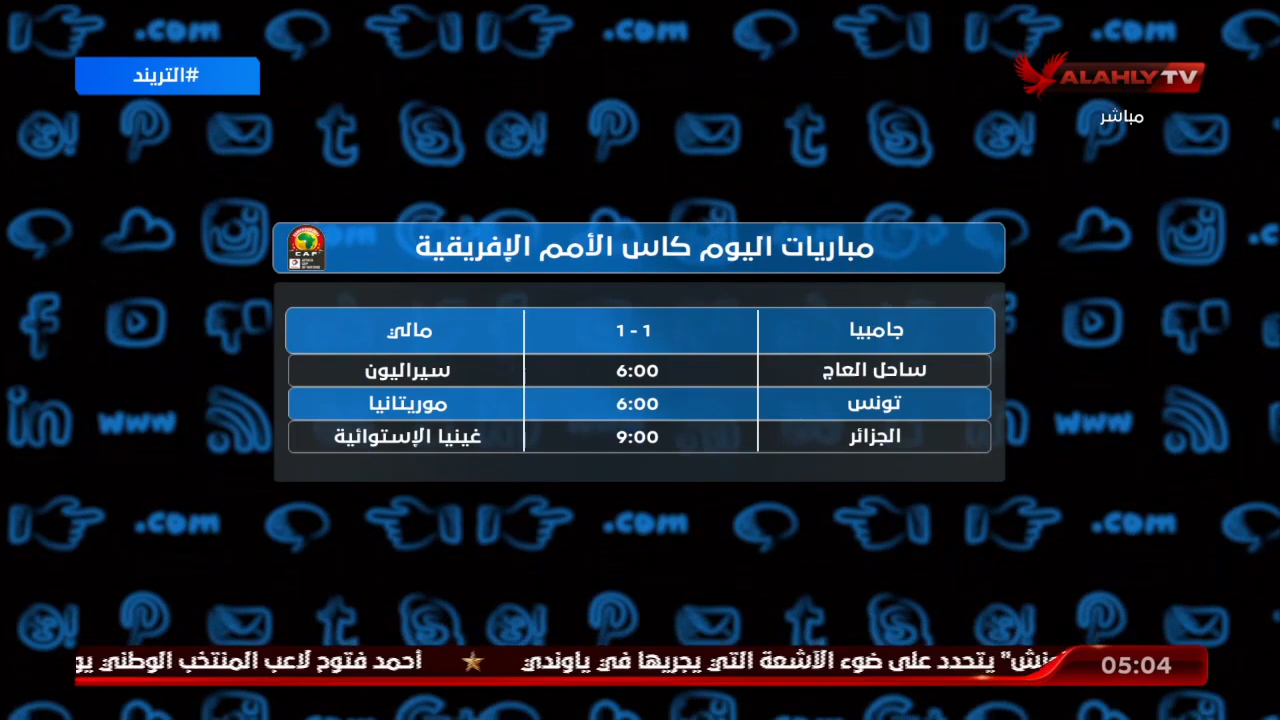 #التريند
ALAHLY TV
مباشر
مباريات اليوم كاس الأمم الإفريقية
جامبيا 1 - 1 مالي
ساحل العاج 6:00 سيراليون
تونس 6:00 موريتانيا
الجزائر 9:00 غينيا الإستوائية
يتحدد على ضوء الآشعة التي يجريها في ياوندي ★ أحمد فتوح لاعب المنتخب الوطني
05:04